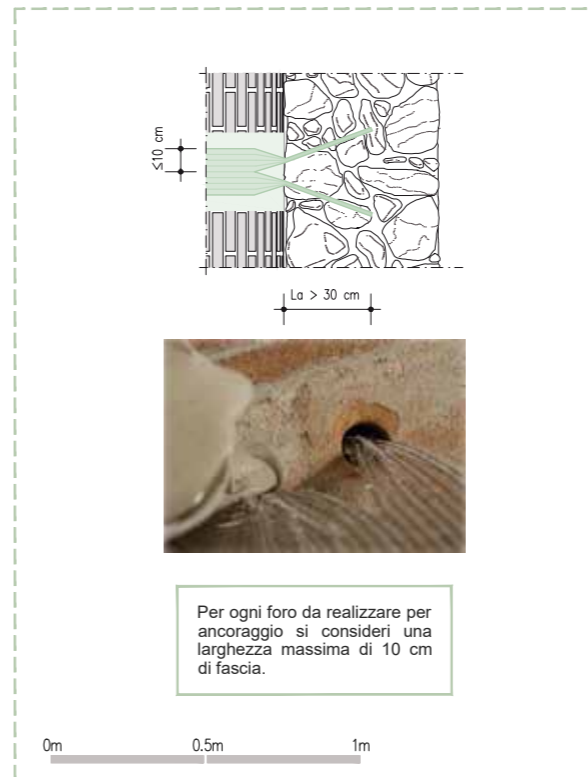 ≤10 cm
La > 30 cm
Per ogni foro da realizzare per
ancoraggio si consideri una
larghezza massima di 10 cm
di fascia.
0m 0.5m 1m